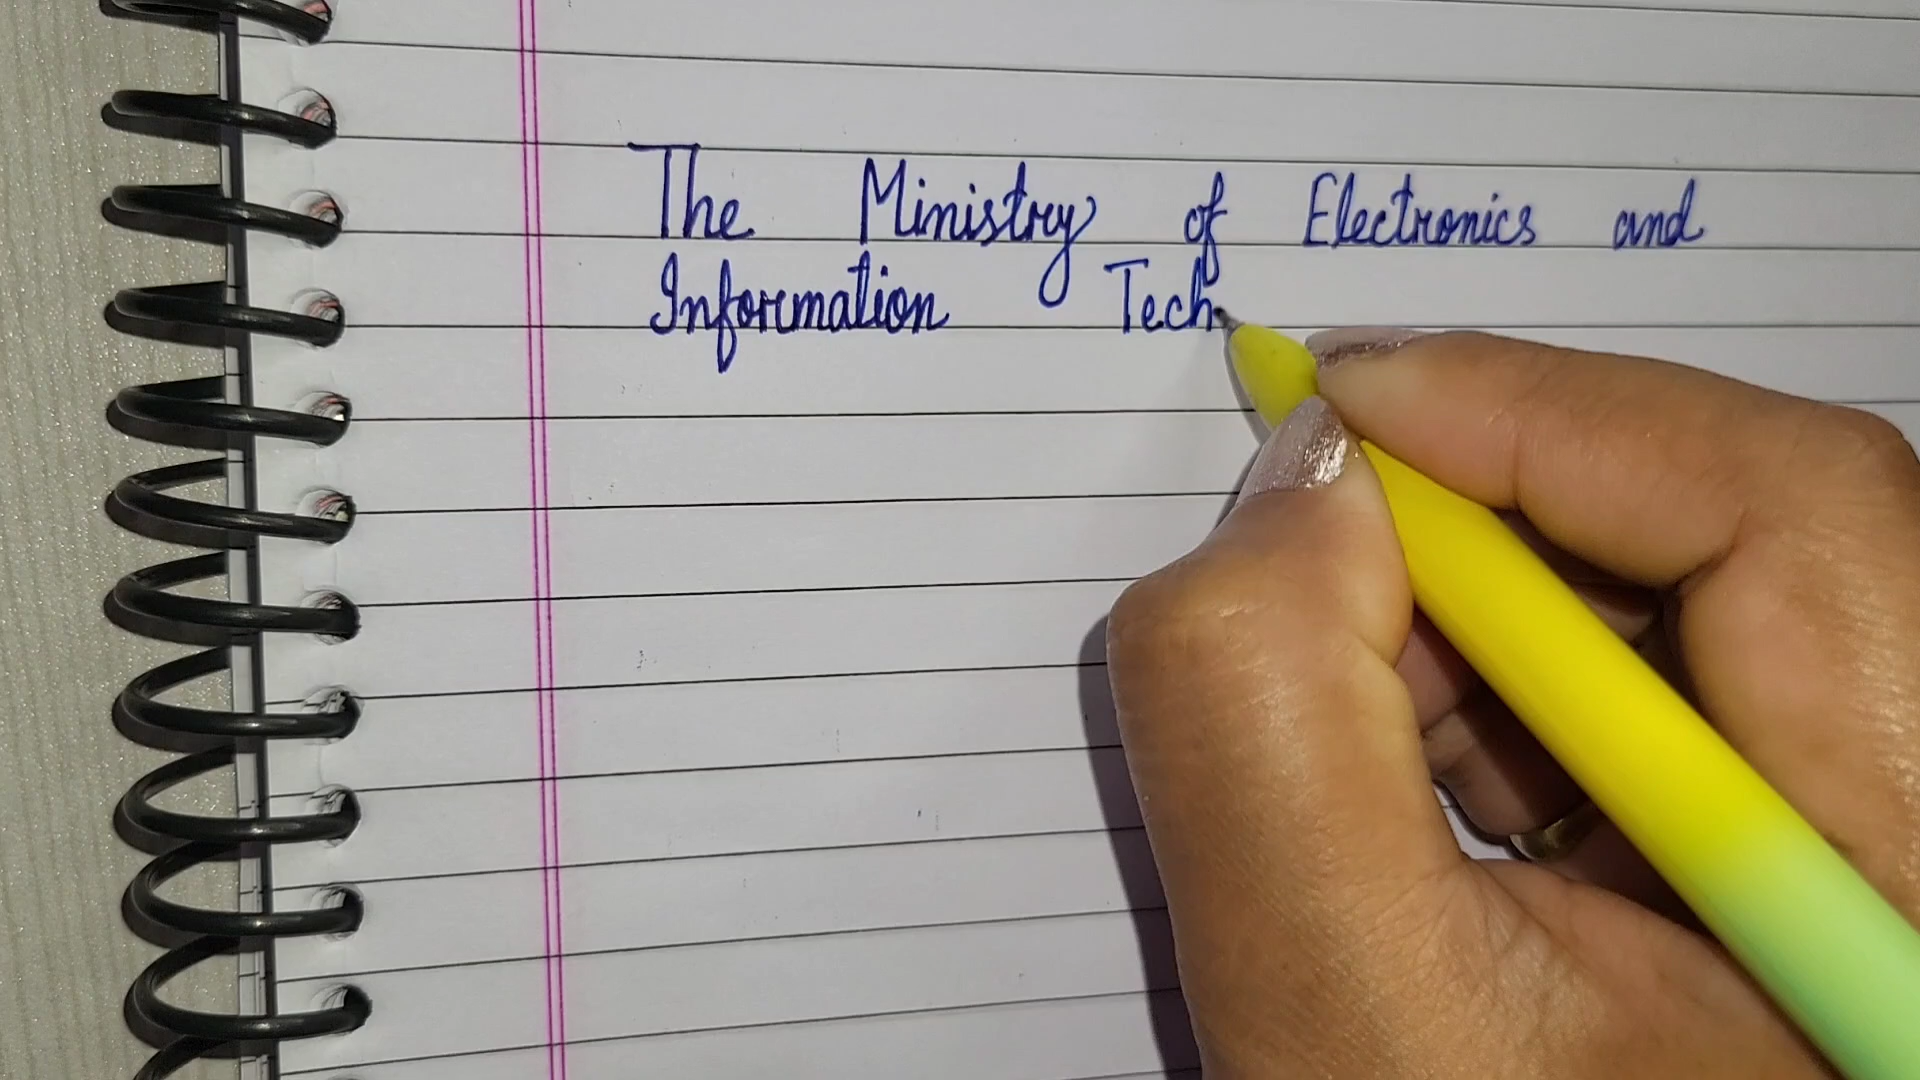 The Ministry of Electronics and
Information Tech